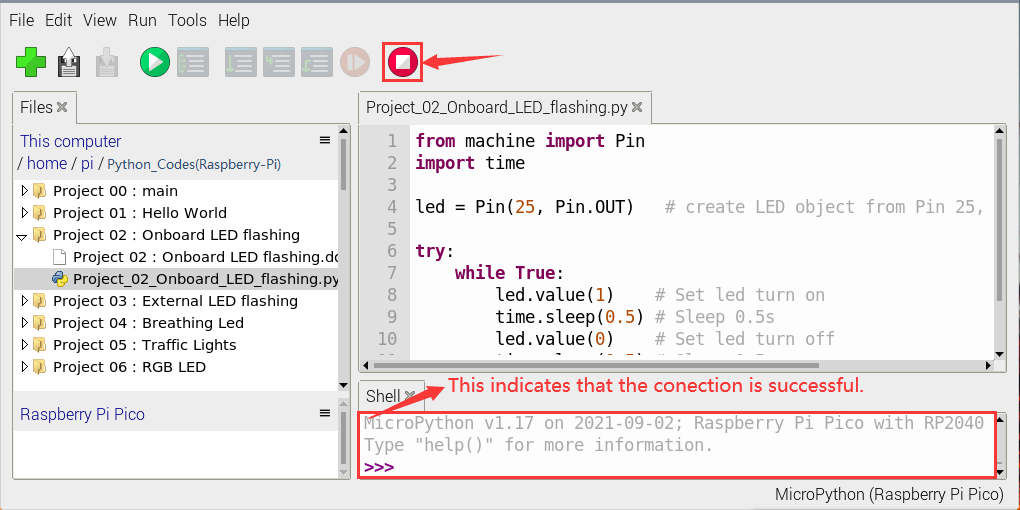 File Edit View Run Tools Help
Files
This computer
/ home / pi / Python_Codes(Raspberry-Pi)
Project 00 : main
Project 01 : Hello World
Project 02 : Onboard LED flashing
Project 02 : Onboard LED flashing.do
Project_02_Onboard_LED_flashing.py
Project 03 : External LED flashing
Project 04 : Breathing Led
Project 05 : Traffic Lights
Project 06 : RGB LED
Raspberry Pi Pico
Project_02_Onboard_LED_flashing.py
1 from machine import Pin
2 import time
3
4 led = Pin(25, Pin.OUT)   # create LED object from Pin 25,
5
6 try:
7     while True:
8         led.value(1)    # Set led turn on
9         time.sleep(0.5) # Sleep 0.5s
10         led.value(0)    # Set led turn off
Shell
This indicates that the conection is successful.
MicroPython v1.17 on 2021-09-02; Raspberry Pi Pico with RP2040
Type "help()" for more information.
>>>
MicroPython (Raspberry Pi Pico)